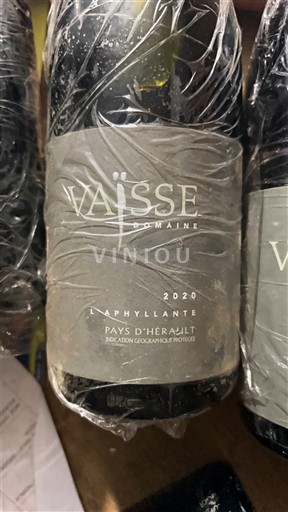 VAÏSSE
DOMAINE
VINIOU
2020
L'APHYLLANTE
PAYS D'HÉRAULT
INDICATION GÉOGRAPHIQUE PROTÉGÉE
V